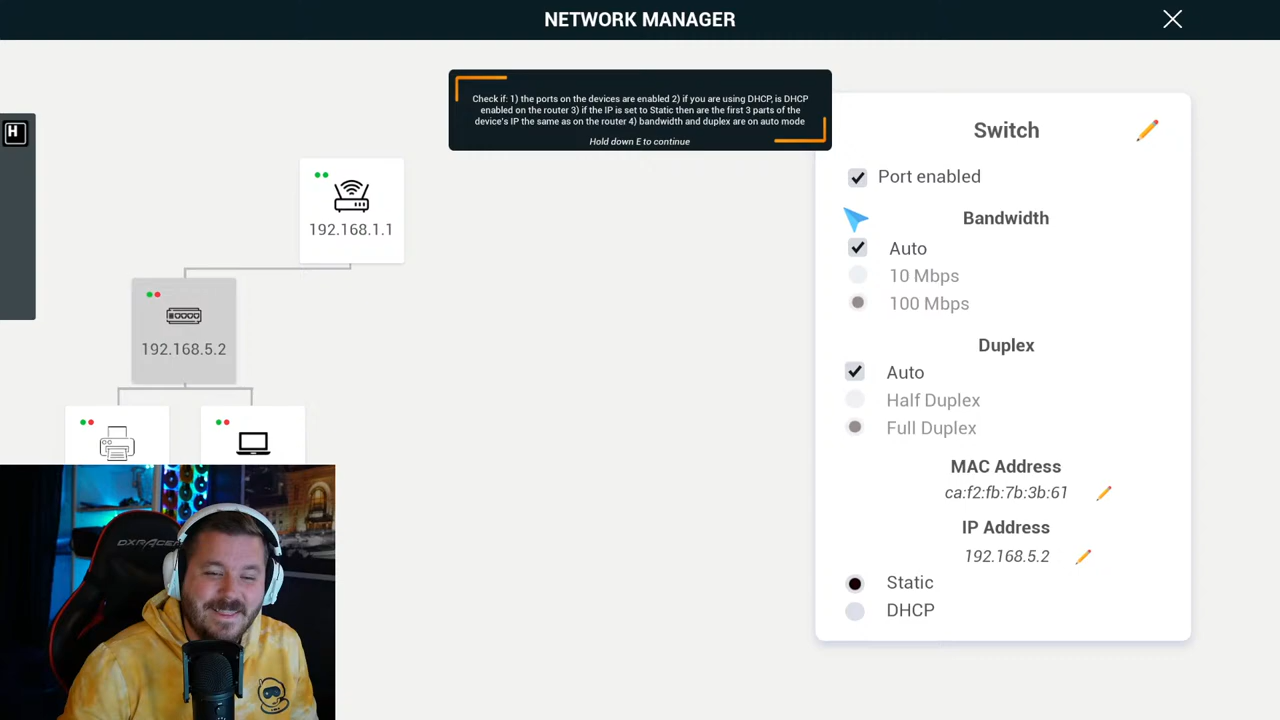 NETWORK MANAGER
H
Check if: 1) the ports on the devices are enabled 2) if you are using DHCP, is DHCP
enabled on the router 3) if the IP is set to Static then are the first 3 parts of the
device's IP the same as on the router 4) bandwidth and duplex are on auto mode
Hold down E to continue
192.168.1.1
192.168.5.2
Switch
Port enabled
Bandwidth
Auto
10 Mbps
100 Mbps
Duplex
Auto
Half Duplex
Full Duplex
MAC Address
ca:f2:fb:7b:3b:61
IP Address
192.168.5.2
Static
DHCP
DXRACER